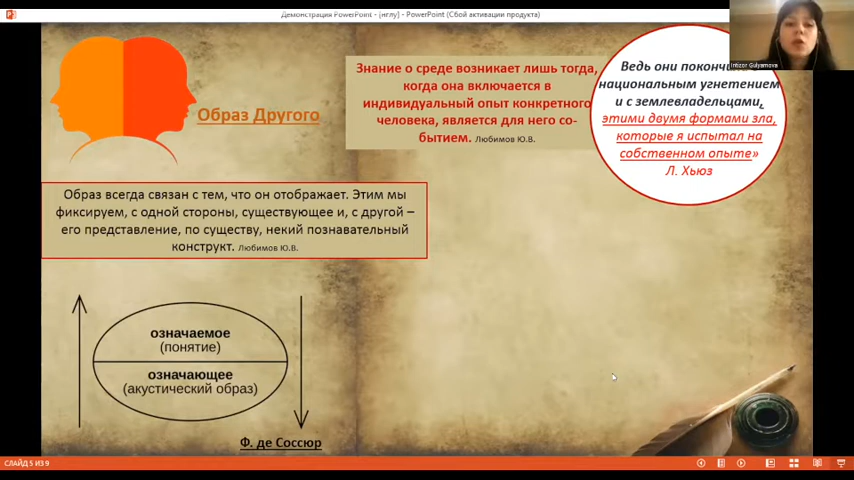 Демонстрация PowerPoint - [нглу] - PowerPoint (Сбой активации продукта)
Intizor Gulyamova
Образ Другого
Знание о среде возникает лишь тогда,
когда она включается в
индивидуальный опыт конкретного
человека, является для него со-
бытием. Любимов Ю.В.
Ведь они покончи
национальным угнетением
и с землевладельцами,
этими двумя формами зла,
которые я испытал на
собственном опыте»
Л. Хьюз
Образ всегда связан с тем, что он отображает. Этим мы
фиксируем, с одной стороны, существующее и, с другой –
его представление, по существу, некий познавательный
конструкт. Любимов Ю.В.
означаемое
(понятие)
означающее
(акустический образ)
Ф. де Соссюр
СЛАЙД 5 ИЗ 9